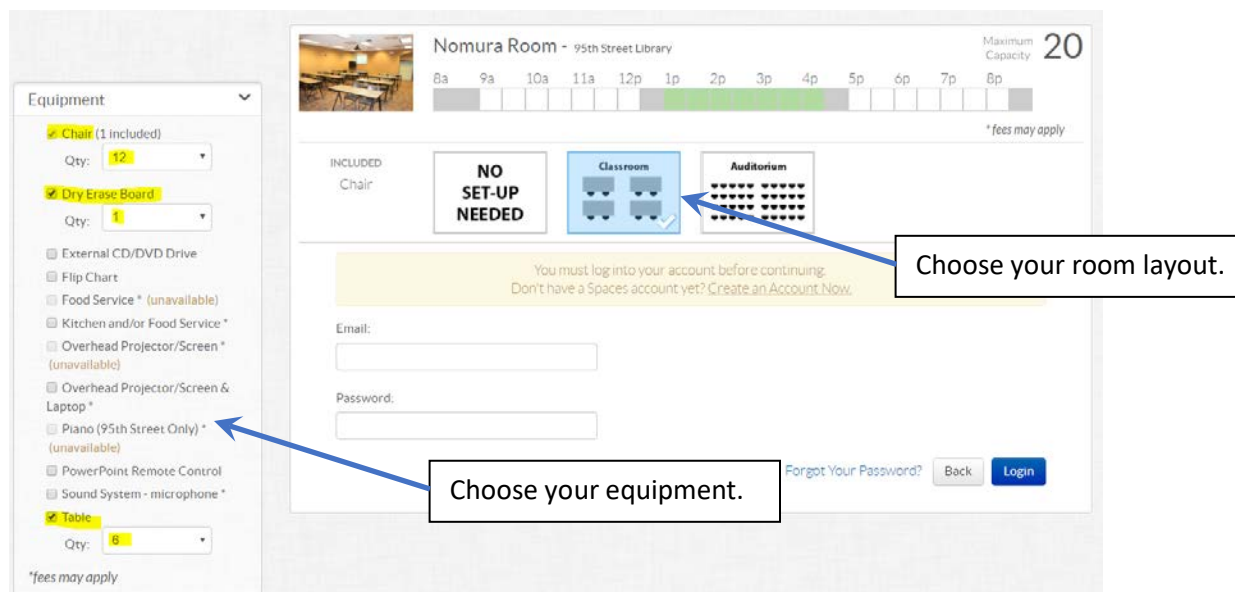 Equipment
Chair (1 included)
Qty: 12
Dry Erase Board
Qty: 1
External CD/DVD Drive
Flip Chart
Food Service * (unavailable)
Kitchen and/or Food Service *
Overhead Projector/Screen *
(unavailable)
Overhead Projector/Screen &
Laptop *
Piano (95th Street Only) *
(unavailable)
PowerPoint Remote Control
Sound System - microphone *
Table
Qty: 6
*fees may apply
Nomura Room - 95th Street Library
Maximum
Capacity 20
8a 9a 10a 11a 12p 1p 2p 3p 4p 5p 6p 7p 8p
* fees may apply
INCLUDED
Chair
NO
SET-UP
NEEDED
Classroom
Auditorium
Choose your room layout.
You must log into your account before continuing.
Don't have a Spaces account yet? Create an Account Now.
Email:
Password:
Forgot Your Password? Back Login
Choose your equipment.